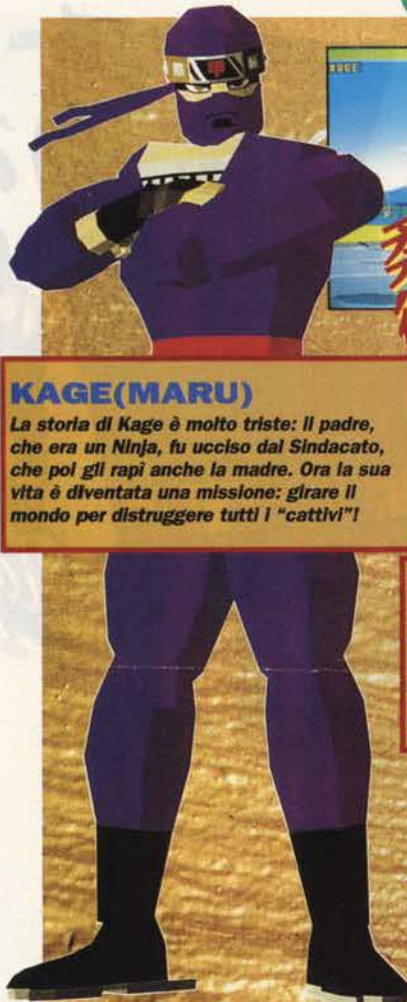 KAGE
KAGE(MARU)
La storia di Kage è molto triste: il padre,
che era un Ninja, fu ucciso dal Sindacato,
che poi gli rapì anche la madre. Ora la sua
vita è diventata una missione: girare il
mondo per distruggere tutti i "cattivi"!